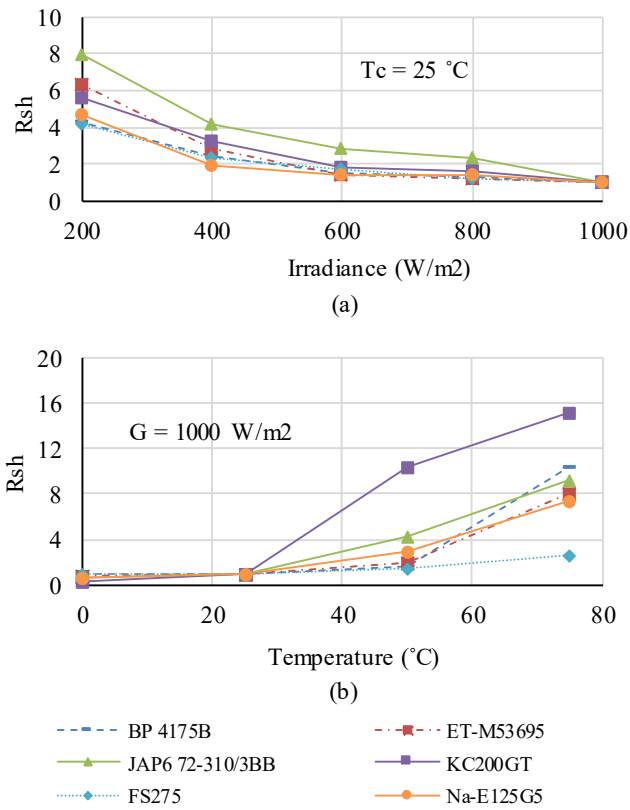 10
8
6
4
2
0
Rsh
Tc = 25 ˚C
200 400 600 800 1000
Irradiance (W/m2)
(a)
20
16
12
8
4
0
Rsh
G = 1000 W/m2
0 20 40 60 80
Temperature (˚C)
(b)
BP 4175B ET-M53695
JAP6 72-310/3BB KC200GT
FS275 Na-E125G5